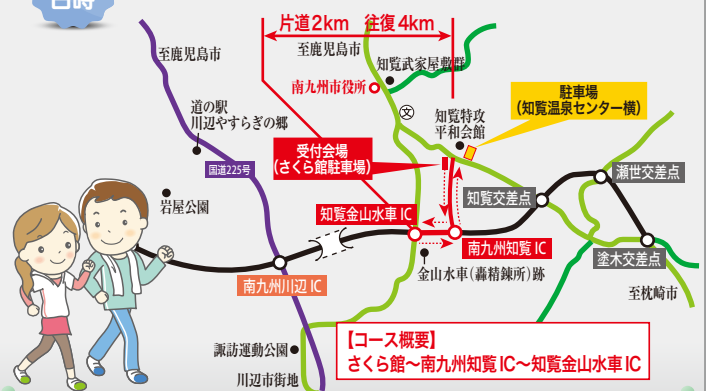 日時
片道2km 往復4km
至鹿児島市
至鹿児島市
知覧武家屋敷群
南九州市役所
道の駅
川辺やすらぎの郷
文
知覧特攻
平和会館
駐車場
(知覧温泉センター横)
受付会場
(さくら館駐車場)
国道225号
岩屋公園
知覧金山水車 IC
知覧交差点
瀬世交差点
南九州知覧 IC
南九州川辺 IC
金山水車(轟精錬所)跡
塗木交差点
至枕崎市
諏訪運動公園
川辺市街地
【コース概要】
さくら館～南九州知覧 IC～知覧金山水車 IC